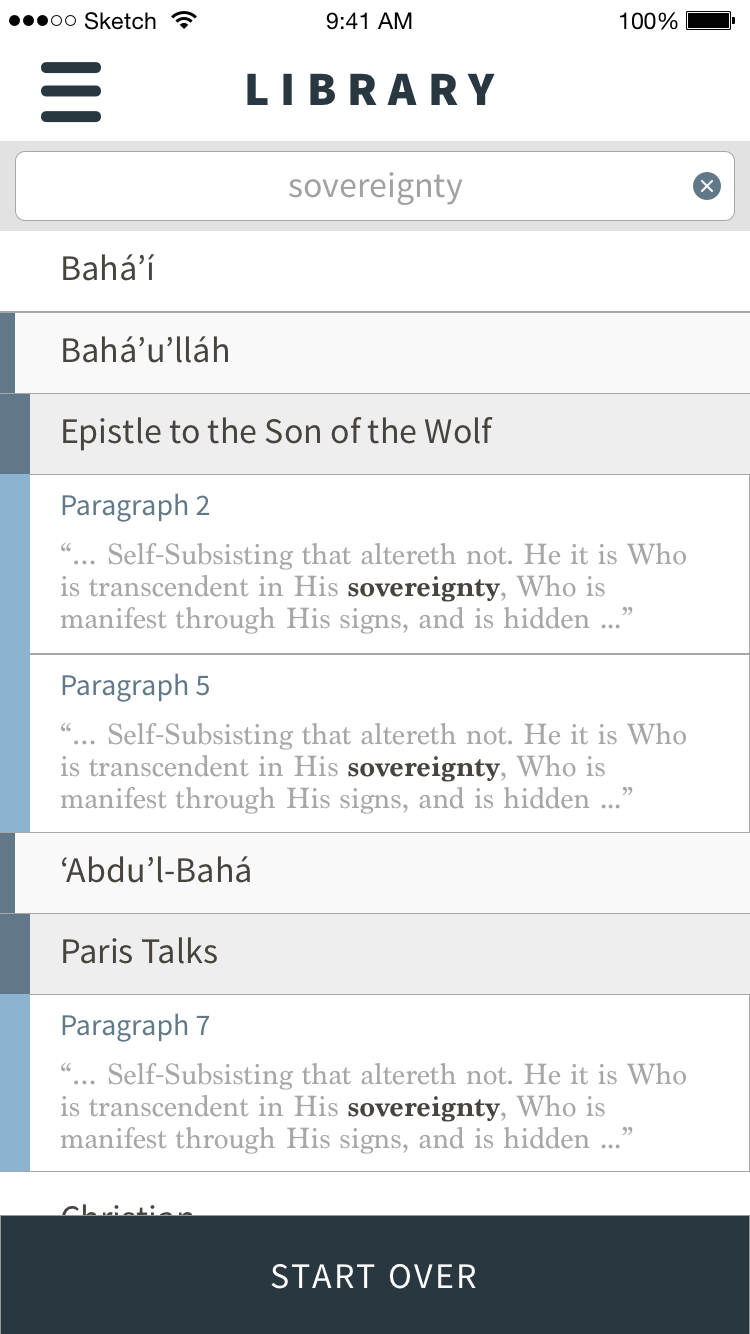 Sketch 9:41 AM 100%
LIBRARY
sovereignty
Bahá’í
Bahá’u’lláh
Epistle to the Son of the Wolf
Paragraph 2
“... Self-Subsisting that altereth not. He it is Who
is transcendent in His sovereignty, Who is
manifest through His signs, and is hidden ...”
Paragraph 5
“... Self-Subsisting that altereth not. He it is Who
is transcendent in His sovereignty, Who is
manifest through His signs, and is hidden ...”
‘Abdu’l-Bahá
Paris Talks
Paragraph 7
“... Self-Subsisting that altereth not. He it is Who
is transcendent in His sovereignty, Who is
manifest through His signs, and is hidden ...”
Christian
START OVER